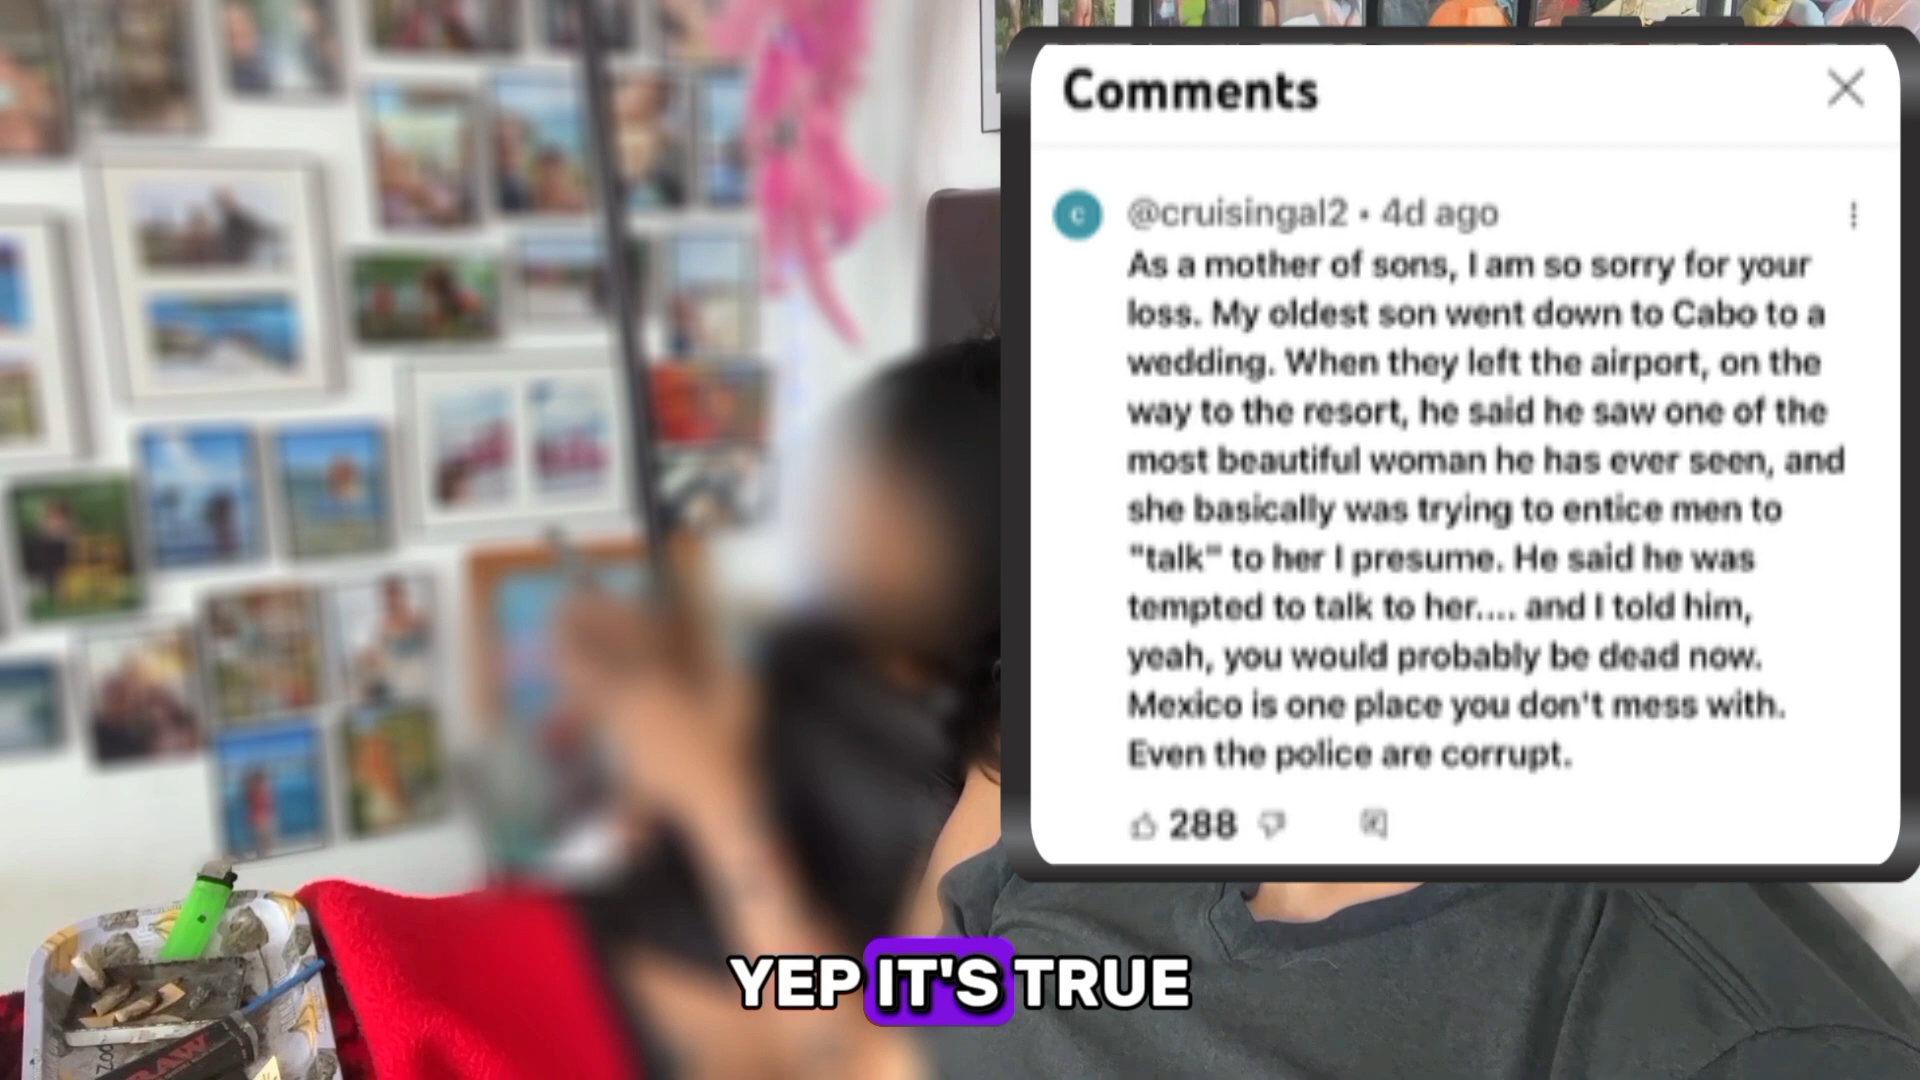 Comments
@cruisingal2 • 4d ago
As a mother of sons, I am so sorry for your
loss. My oldest son went down to Cabo to a
wedding. When they left the airport, on the
way to the resort, he said he saw one of the
most beautiful woman he has ever seen, and
she basically was trying to entice men to
"talk" to her I presume. He said he was
tempted to talk to her.... and I told him,
yeah, you would probably be dead now.
Mexico is one place you don't mess with.
Even the police are corrupt.
288
YEP IT'S TRUE
RAW